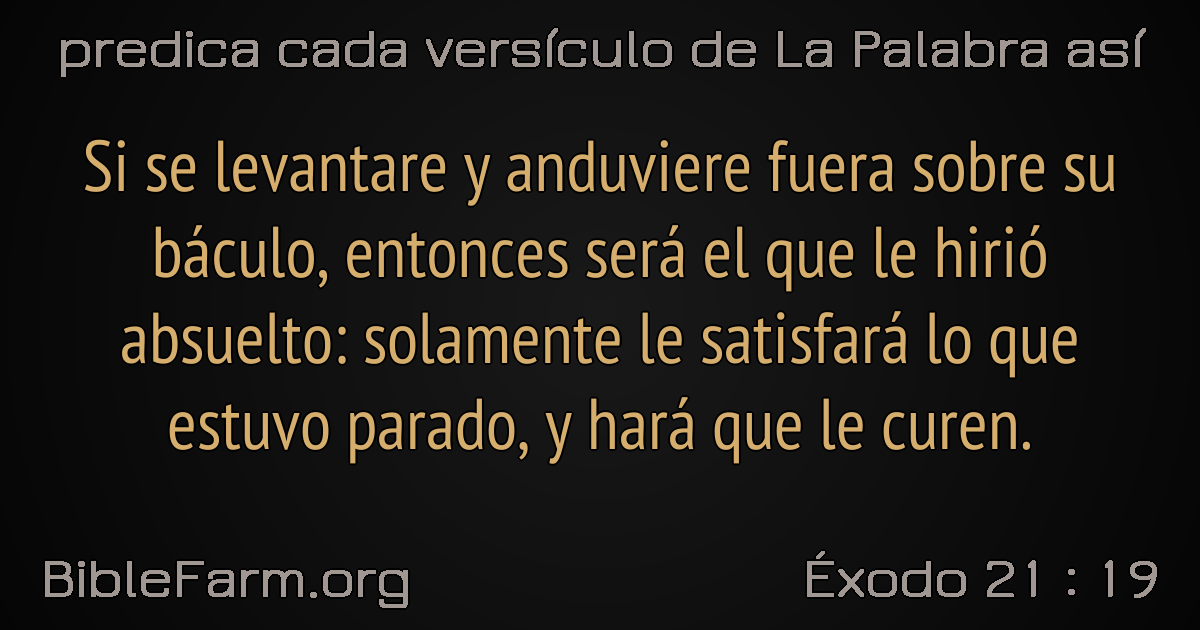 predica cada versículo de La Palabra así
Si se levantare y anduviere fuera sobre su
báculo, entonces será el que le hirió
absuelto: solamente le satisfará lo que
estuvo parado, y hará que le curen.
BibleFarm.org
Éxodo 21 : 19